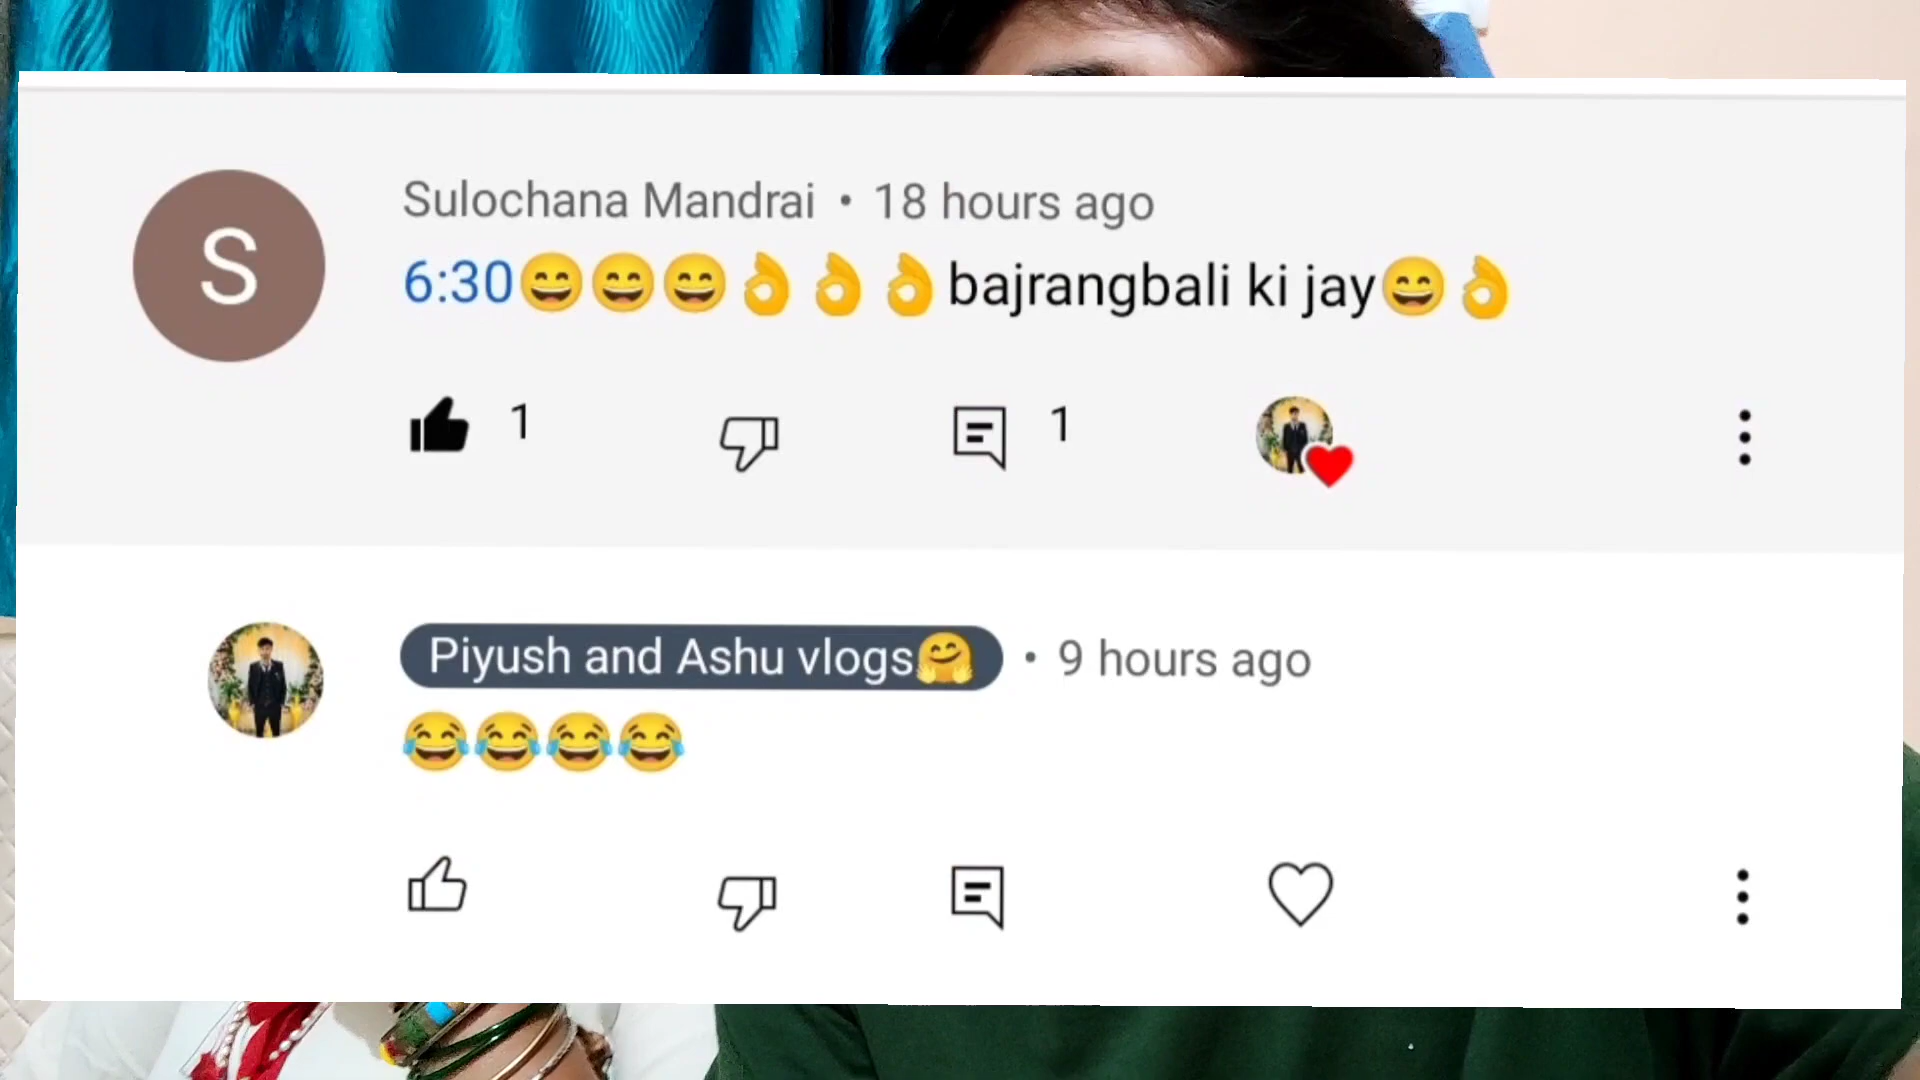 S
Sulochana Mandrai • 18 hours ago
6:30😄😄😄👌👌👌bajrangbali ki jay😄👌
1 1
Piyush and Ashu vlogs🤗 • 9 hours ago
😂😂😂😂